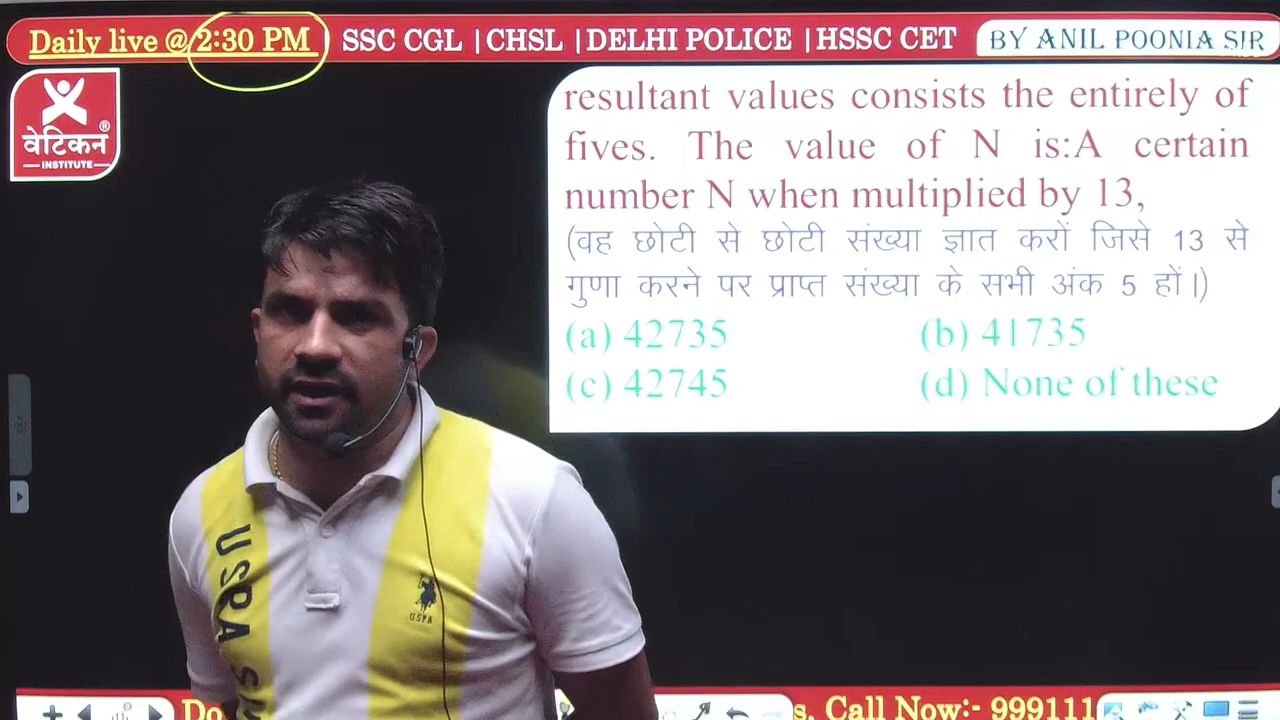 Daily live @ 2:30 PM SSC CGL | CHSL | DELHI POLICE | HSSC CET BY ANIL POONIA SIR
वेटिकन
INSTITUTE
resultant values consists the entirely of
fives. The value of N is:A certain
number N when multiplied by 13,
(वह छोटी से छोटी संख्या ज्ञात करों जिसे 13 से
गुणा करने पर प्राप्त संख्या के सभी अंक 5 हों।)
(a) 42735 (b) 41735
(c) 42745 (d) None of these
USPA
USPA
s. Call Now:- 999111